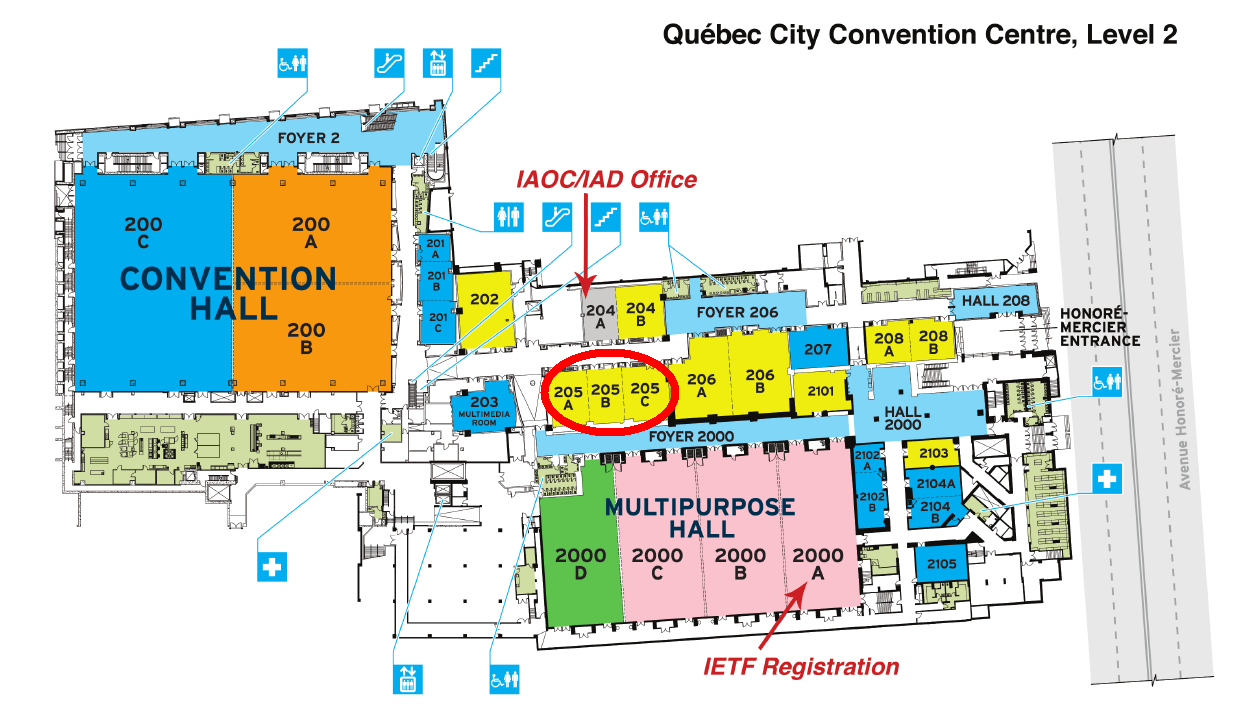 Québec City Convention Centre, Level 2
FOYER 2
IAOC/IAD Office
200
C
200
A
CONVENTION
HALL
200
B
201
A
201
B
201
C
202
204
A
204
B
FOYER 206
HALL 208
HONORÉ-
MERCIER
ENTRANCE
207
208
A
208
B
205
A
205
B
205
C
206
A
206
B
2101
203
MULTIMEDIA
ROOM
HALL
2000
FOYER 2000
Avenue Honoré-Mercier
2102
A
2102
B
2103
2104A
2104
B
2105
MULTIPURPOSE
HALL
2000
D
2000
C
2000
B
2000
A
IETF Registration